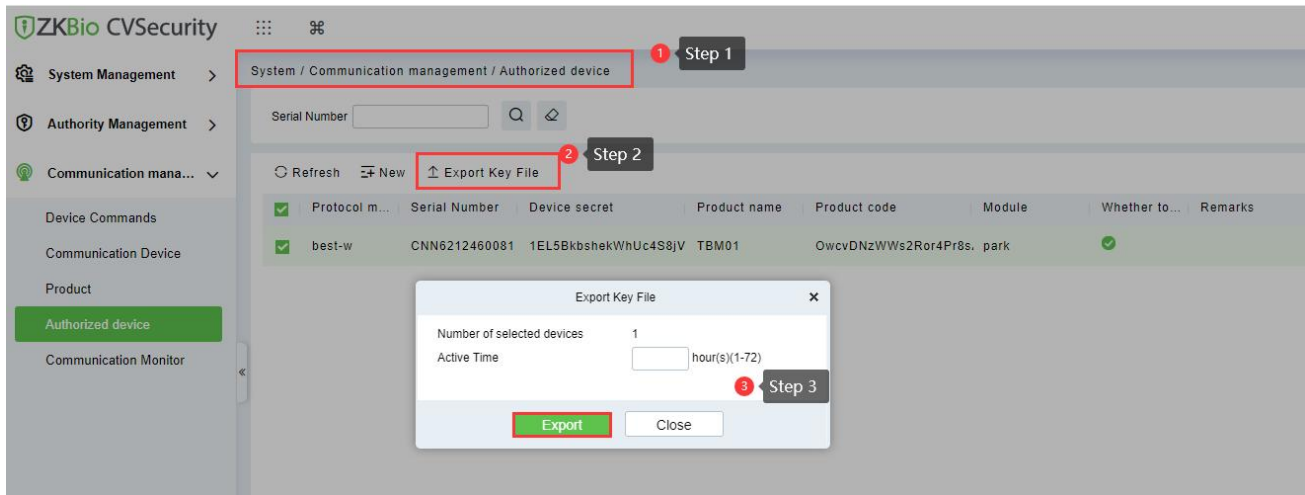 ZKBio CVSecurity
1 Step 1
System Management
System / Communication management / Authorized device
Authority Management
Serial Number
2 Step 2
Communication mana...
Refresh New Export Key File
Protocol m... Serial Number Device secret Product name Product code Module Whether to... Remarks
best-w CNN6212460081 1EL5BkbshekWhUc4S8jV TBM01 OwcvDNzWWs2Ror4Pr8s. park
Device Commands
Communication Device
Product
Authorized device
Communication Monitor
Export Key File
Number of selected devices 1
Active Time hour(s)(1-72)
3 Step 3
Export Close